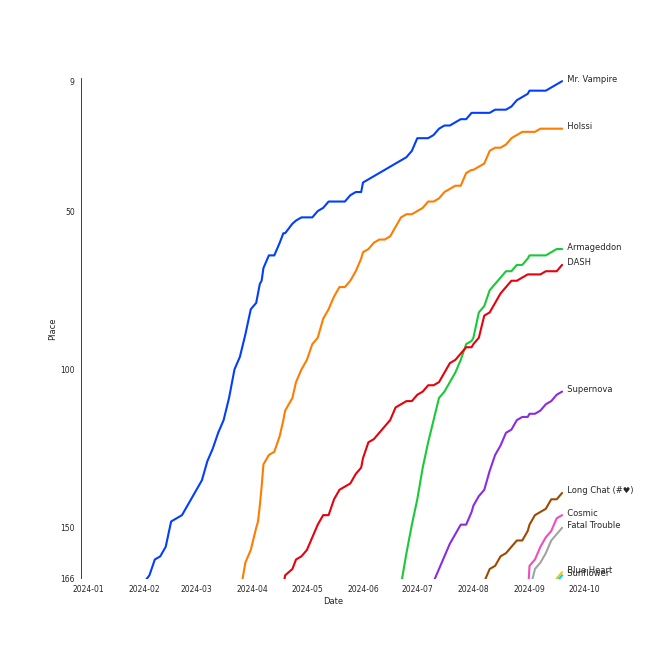 9
Mr. Vampire
Holssi
50
Armageddon
DASH
Place
100
Supernova
Long Chat (#♥)
Cosmic
150
Fatal Trouble
Blue Heart
Sunflower
166
2024-01
2024-02
2024-03
2024-04
2024-05
2024-06
2024-07
2024-08
2024-09
2024-10
Date